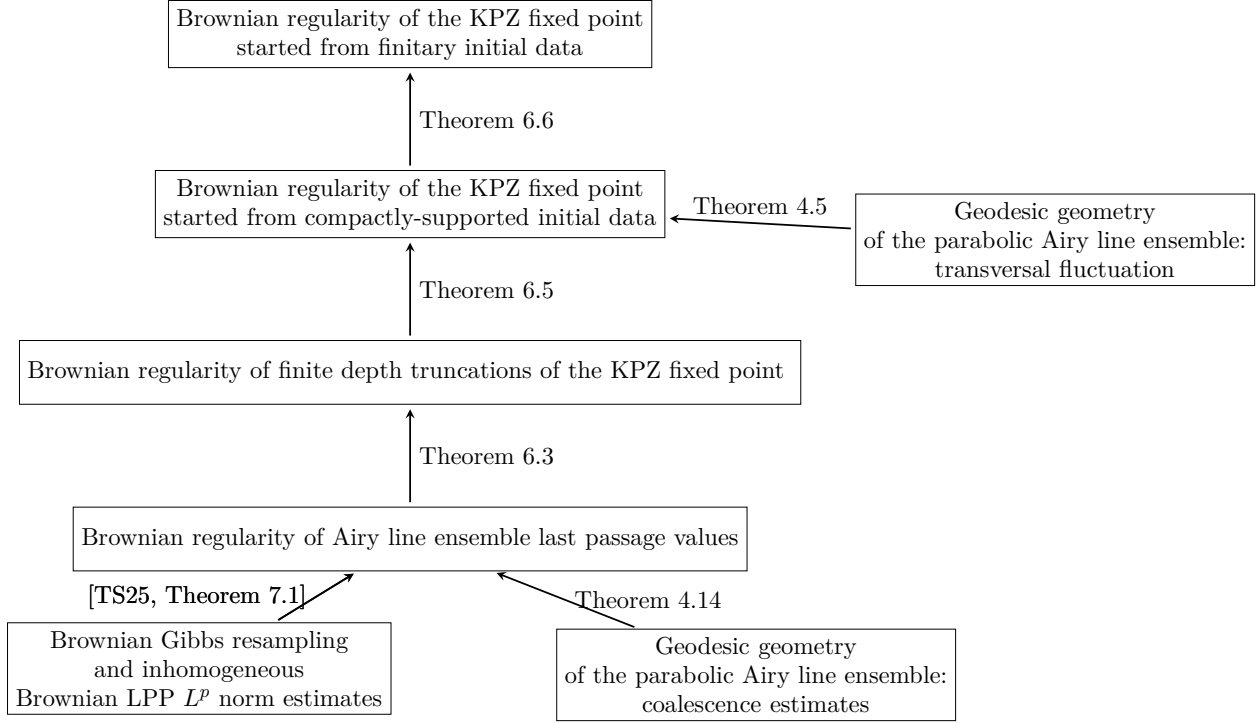 Brownian regularity of the KPZ fixed point
started from finitary initial data
Theorem 6.6
Brownian regularity of the KPZ fixed point
started from compactly-supported initial data
Theorem 4.5
Geodesic geometry
of the parabolic Airy line ensemble:
transversal fluctuation
Theorem 6.5
Brownian regularity of finite depth truncations of the KPZ fixed point
Theorem 6.3
Brownian regularity of Airy line ensemble last passage values
[TS25, Theorem 7.1]
Theorem 4.14
Brownian Gibbs resampling
and inhomogeneous
Brownian LPP L^p norm estimates
Geodesic geometry
of the parabolic Airy line ensemble:
coalescence estimates